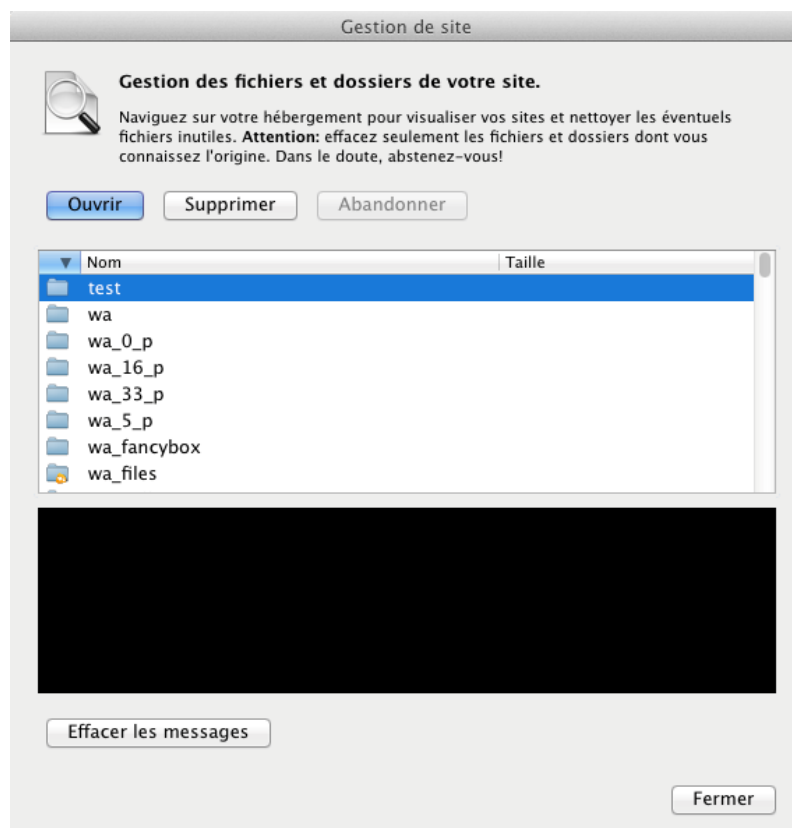 Gestion de site
Gestion des fichiers et dossiers de votre site.
Naviguez sur votre hébergement pour visualiser vos sites et nettoyer les éventuels
fichiers inutiles. Attention: effacez seulement les fichiers et dossiers dont vous
connaissez l'origine. Dans le doute, abstenez-vous!
Ouvrir Supprimer Abandonner
Nom Taille
test
wa
wa_0_p
wa_16_p
wa_33_p
wa_5_p
wa_fancybox
wa_files
Effacer les messages
Fermer